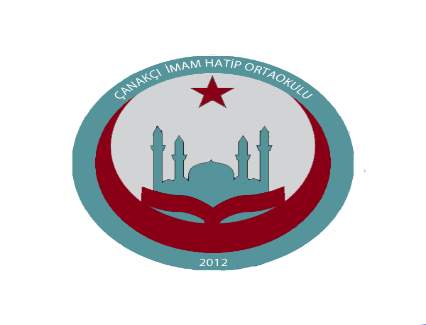 ÇANAKÇI İMAM HATİP ORTAOKULU
2012